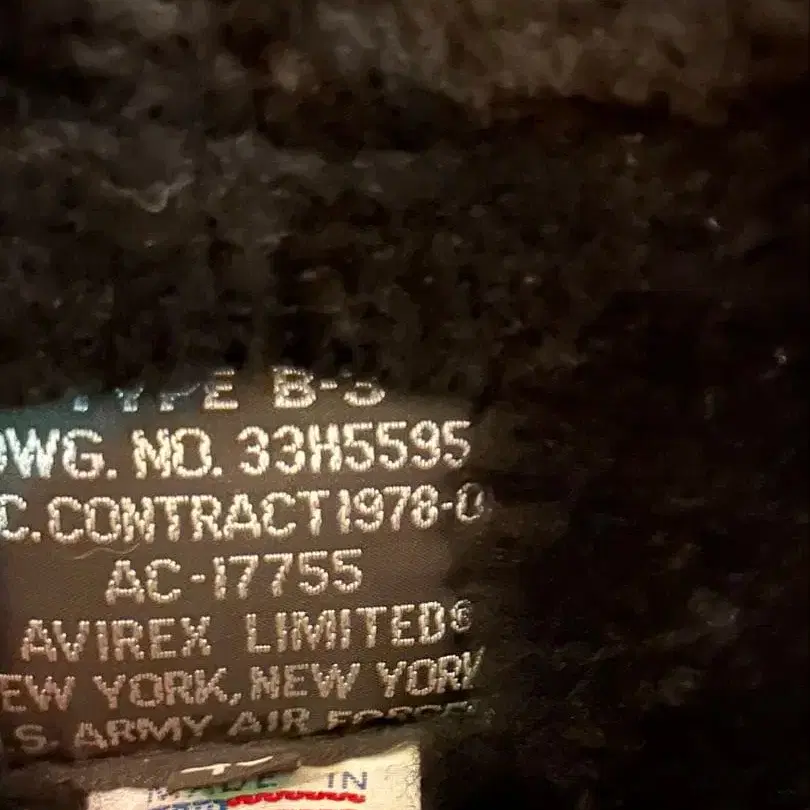 TYPE B-3
DWG. NO. 33H5595
C. CONTRACT 1978-0
AC-17755
AVIREX LIMITED®
EW YORK, NEW YORK
S. ARMY AIR FORCES
MADE IN